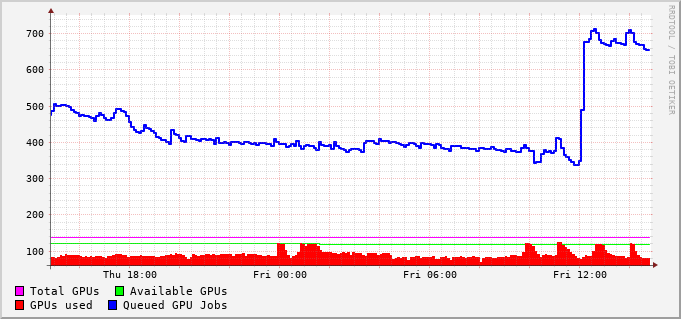 700
600
500
400
300
200
100
Thu 18:00 Fri 00:00 Fri 06:00 Fri 12:00
Total GPUs Available GPUs
GPUs used Queued GPU Jobs
RRDTOOL / TOBI OETIKER